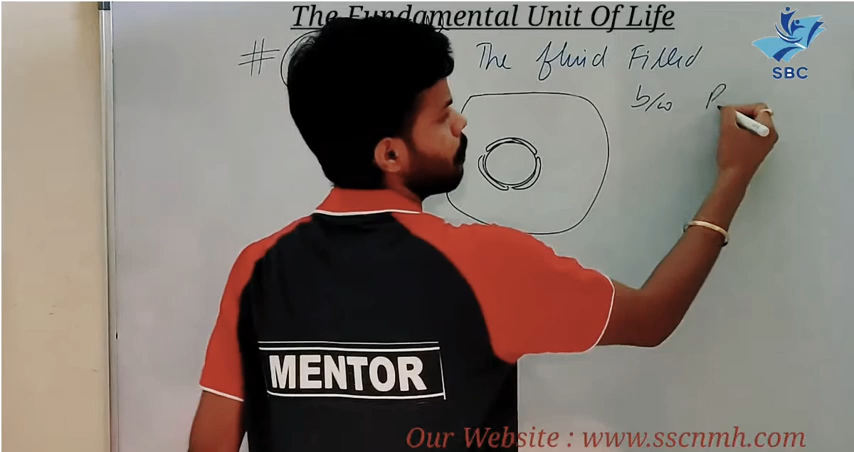 The Fundamental Unit Of Life
SBC
# The fluid Filled
b/w P
MENTOR
Our Website : www.sscnmh.com